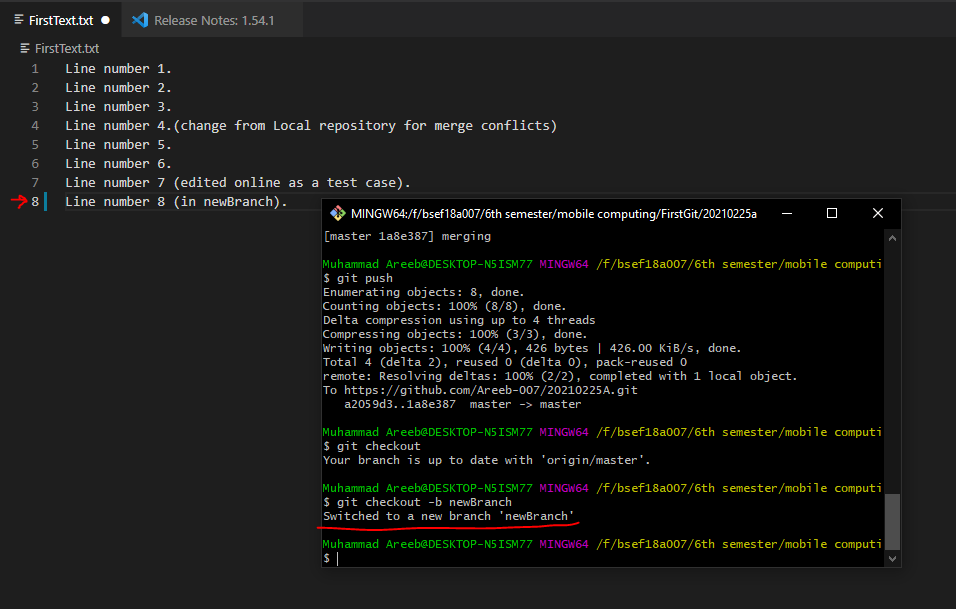 FirstText.txt
Release Notes: 1.54.1
FirstText.txt
1 Line number 1.
2 Line number 2.
3 Line number 3.
4 Line number 4.(change from Local repository for merge conflicts)
5 Line number 5.
6 Line number 6.
7 Line number 7 (edited online as a test case).
8 Line number 8 (in newBranch).
MINGW64:/f/bsef18a007/6th semester/mobile computing/FirstGit/20210225a
[master 1a8e387] merging
Muhammad Areeb@DESKTOP-N5ISM77 MINGW64 /f/bsef18a007/6th semester/mobile computi
$ git push
Enumerating objects: 8, done.
Counting objects: 100% (8/8), done.
Delta compression using up to 4 threads
Compressing objects: 100% (3/3), done.
Writing objects: 100% (4/4), 426 bytes | 426.00 KiB/s, done.
Total 4 (delta 2), reused 0 (delta 0), pack-reused 0
remote: Resolving deltas: 100% (2/2), completed with 1 local object.
To https://github.com/Areeb-007/20210225A.git
a2059d3..1a8e387 master -> master
Muhammad Areeb@DESKTOP-N5ISM77 MINGW64 /f/bsef18a007/6th semester/mobile computi
$ git checkout
Your branch is up to date with 'origin/master'.
Muhammad Areeb@DESKTOP-N5ISM77 MINGW64 /f/bsef18a007/6th semester/mobile computi
$ git checkout -b newBranch
Switched to a new branch 'newBranch'
Muhammad Areeb@DESKTOP-N5ISM77 MINGW64 /f/bsef18a007/6th semester/mobile computi
$